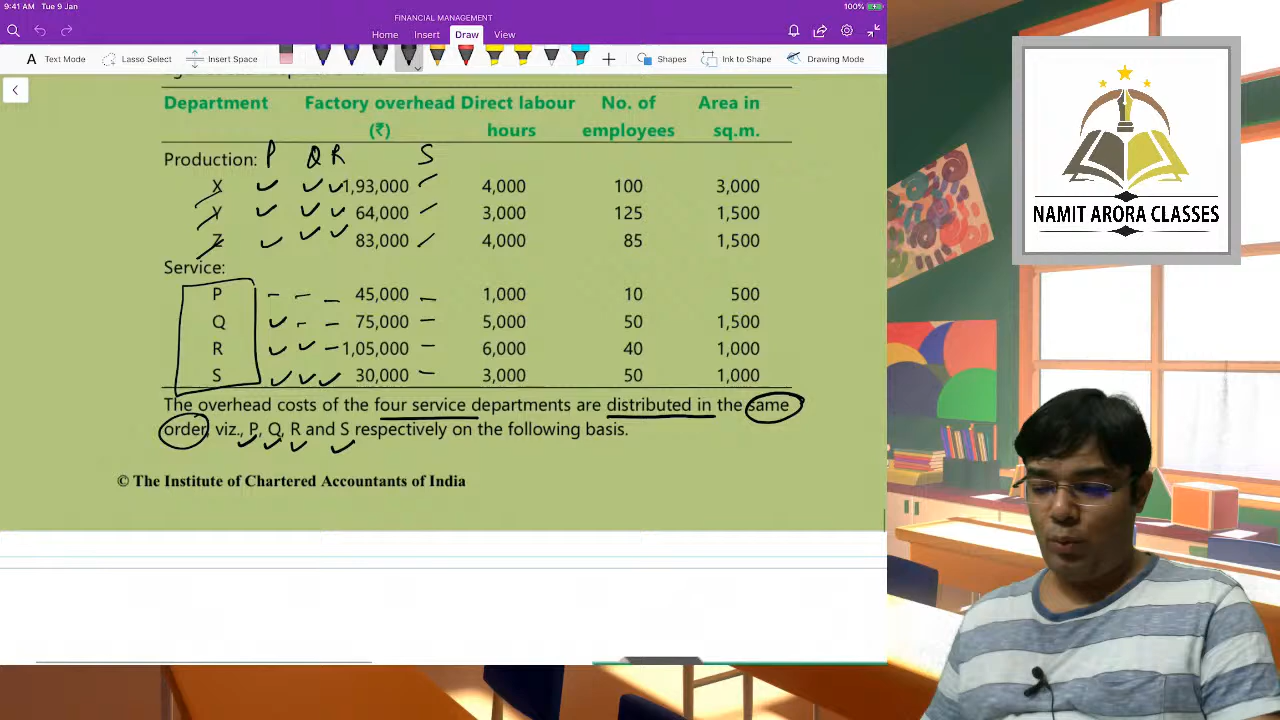 9:41 AM Tue 9 Jan
100%
FINANCIAL MANAGEMENT
Home Insert Draw View
Text Mode Lasso Select Insert Space Shapes Ink to Shape Drawing Mode
Department Factory overhead (₹) Direct labour hours No. of employees Area in sq.m.
Production: P Q R S
X 1,93,000 4,000 100 3,000
Y 64,000 3,000 125 1,500
Z 83,000 4,000 85 1,500
Service:
P 45,000 1,000 10 500
Q 75,000 5,000 50 1,500
R 1,05,000 6,000 40 1,000
S 30,000 3,000 50 1,000
The overhead costs of the four service departments are distributed in the same
order, viz., P, Q, R and S respectively on the following basis.
© The Institute of Chartered Accountants of India
NAMIT ARORA CLASSES